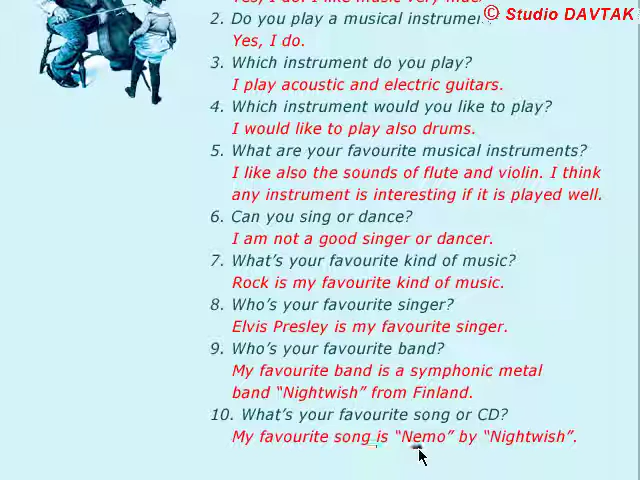 © Studio DAVTAK
2. Do you play a musical
Yes, I do.
3. Which instrument do you play?
I play acoustic and electric guitars.
4. Which instrument would you like to play?
I would like to play also drums.
5. What are your favourite musical instruments?
I like also the sounds of flute and violin. I think
any instrument is interesting if it is played well.
6. Can you sing or dance?
I am not a good singer or dancer.
7. What’s your favourite kind of music?
Rock is my favourite kind of music.
8. Who’s your favourite singer?
Elvis Presley is my favourite singer.
9. Who’s your favourite band?
My favourite band is a symphonic metal
band “Nightwish” from Finland.
10. What’s your favourite song or CD?
My favourite song is “Nemo” by “Nightwish”.